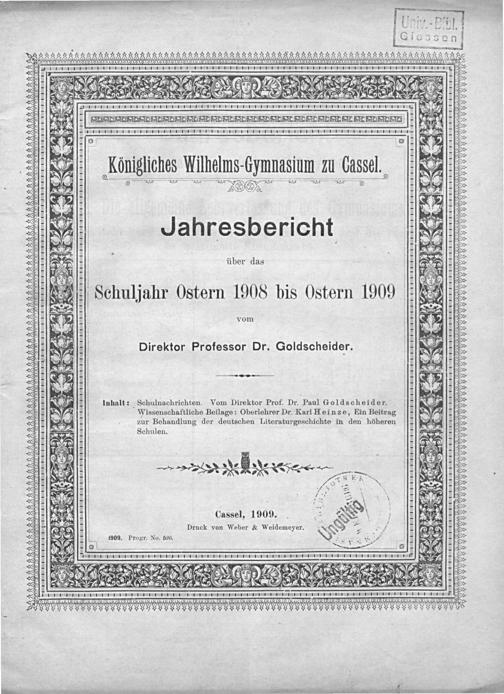 Univ.-Bibl.
Giessen
Königliches Wilhelms-Gymnasium zu Cassel.
Jahresbericht
über das
Schuljahr Ostern 1908 bis Ostern 1909
vom
Direktor Professor Dr. Goldscheider.
Inhalt: Schulnachrichten. Vom Direktor Prof. Dr. Paul Goldscheider.
Wissenschaftliche Beilage: Oberlehrer Dr. Karl Heinze, Ein Beitrag
zur Behandlung der deutschen Literaturgeschichte in den höheren
Schulen.
Cassel, 1909.
Druck von Weber & Weidemeyer.
1909. Progr. No.
Ungültig